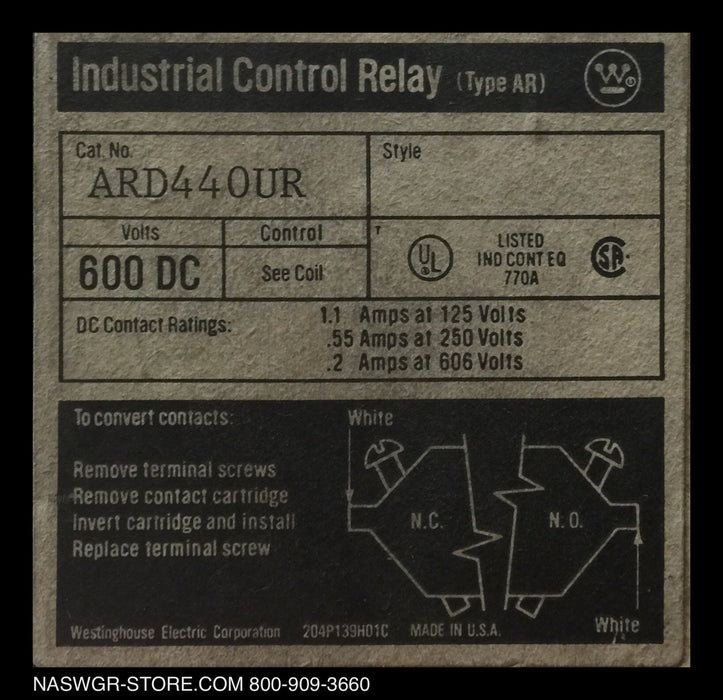 Industrial Control Relay (Type AR) W ®
Cat. No. Style
ARD440UR
Volts Control
600 DC See Coil
T UL ® LISTED
IND CONT EQ
770A
SA
DC Contact Ratings: 1.1 Amps at 125 Volts
.55 Amps at 250 Volts
.2 Amps at 606 Volts
To convert contacts: White
Remove terminal screws
Remove contact cartridge
Invert cartridge and install
Replace terminal screw
N.C. N.O.
White
Westinghouse Electric Corporation 204P139H01C MADE IN U.S.A.
NASWGR-STORE.COM 800-909-3660